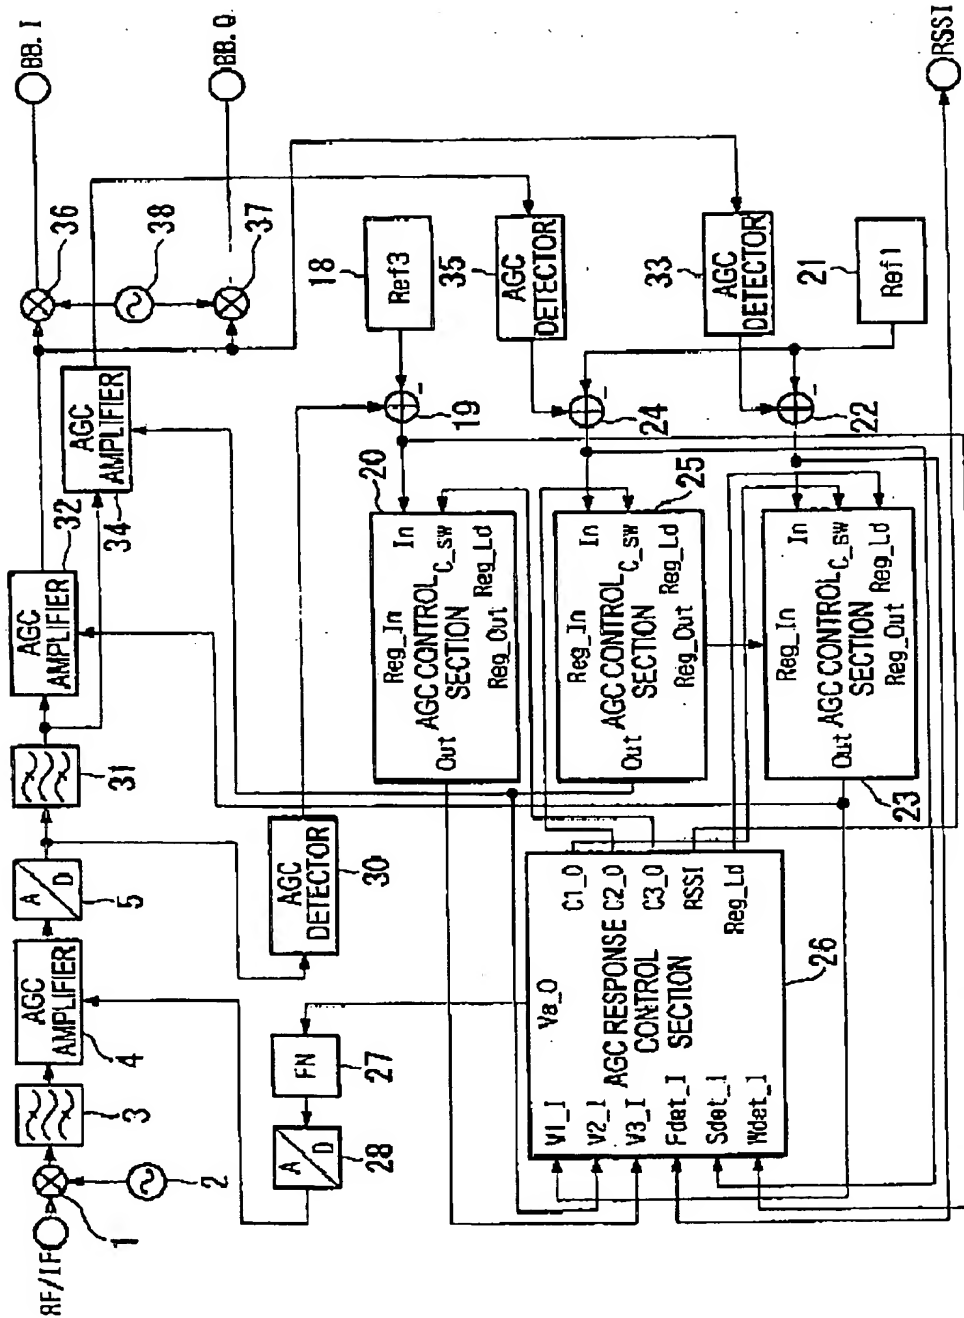 RF/IF
1
2
3
AGC
AMPLIFIER
4
A
D
5
31
AGC
AMPLIFIER
32
AGC
AMPLIFIER
34
36
38
37
BB. I
BB. Q
A
D
28
FN
27
AGC
DETECTOR
30
18
Ref3
19
35
AGC
DETECTOR
24
33
AGC
DETECTOR
22
21
Ref1
-
-
-
20
In
C_sw
Reg_Ld
Reg_In
AGC CONTROL
SECTION
Reg_Out
Out
25
In
C_sw
Reg_Ld
Reg_In
AGC CONTROL
SECTION
Reg_Out
Out
23
In
C_sw
Reg_Ld
Reg_In
AGC CONTROL
SECTION
Reg_Out
Out
26
Va_O
AGC RESPONSE
CONTROL
SECTION
C1_O
C2_O
C3_O
RSSI
Reg_Ld
V1_I
V2_I
V3_I
Fdet_I
Sdet_I
Wdet_I
RSSI